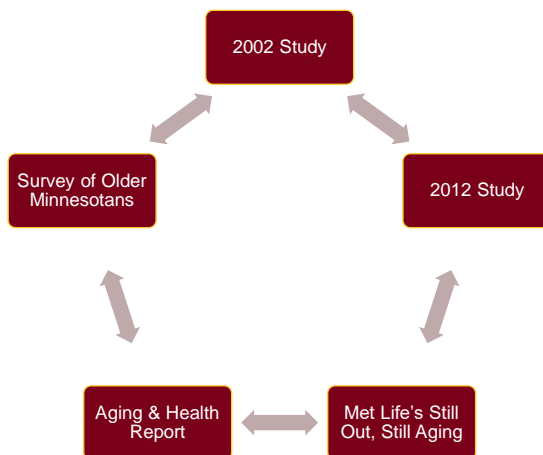 2002 Study
Survey of Older
Minnesotans
2012 Study
Aging & Health
Report
Met Life's Still
Out, Still Aging